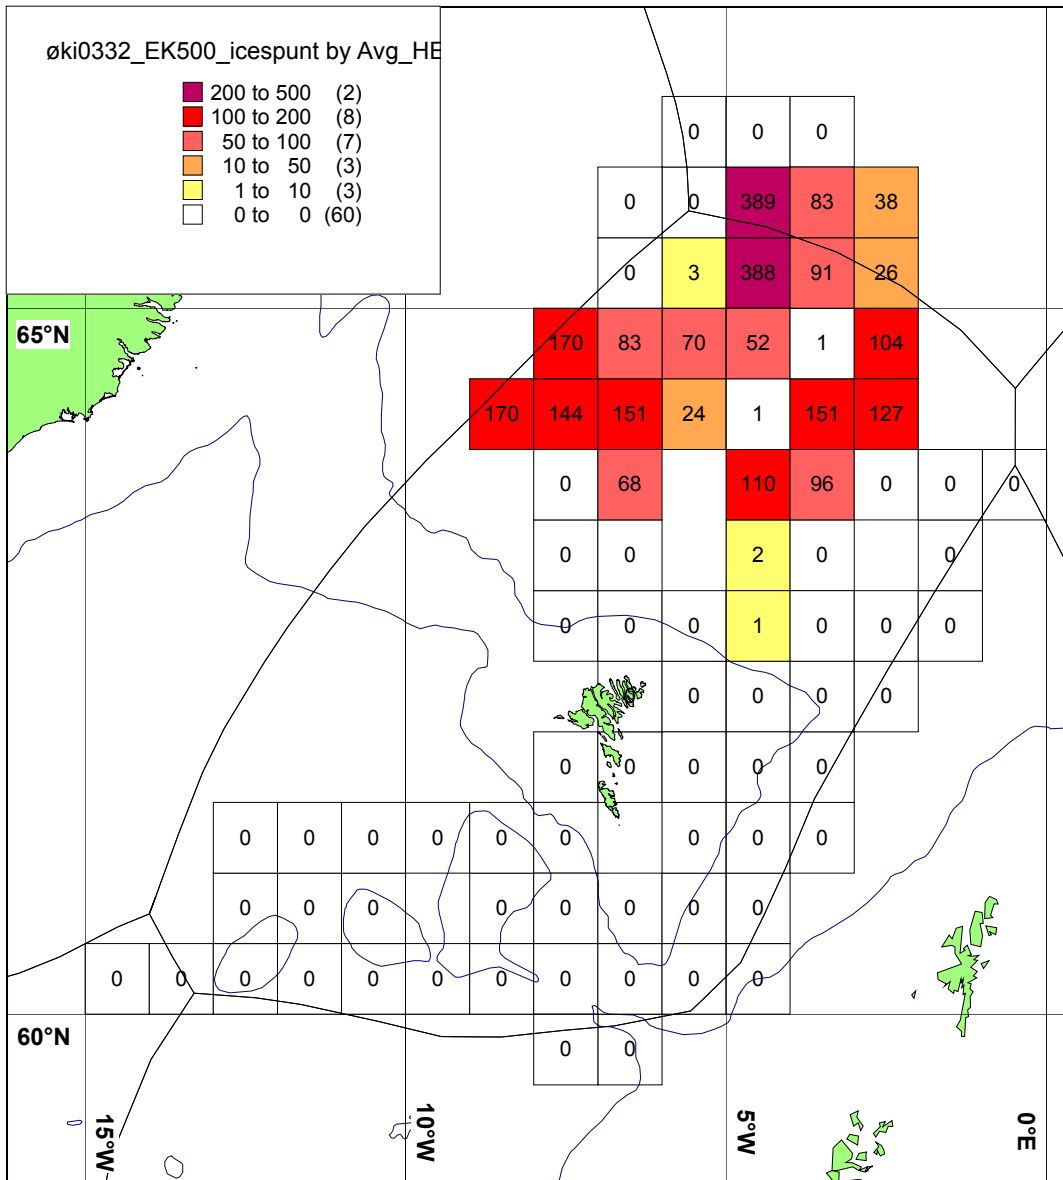 øki0332_EK500_icespunt by Avg_HE
200 to 500 (2)
100 to 200 (8)
50 to 100 (7)
10 to 50 (3)
1 to 10 (3)
0 to 0 (60)
0 0 0
0 0 389 83 38
0 3 388 91 26
65°N
170 83 70 52 1 104
170 144 151 24 1 151 127
0 68 110 96 0 0 0
0 0 2 0 0
0 0 0 1 0 0 0
0 0 0 0
0 0 0 0 0
0 0 0 0 0 0 0 0 0
0 0 0 0 0 0 0 0 0
0 0 0 0 0 0 0 0 0 0 0
60°N
0 0
15°W
10°W
5°W
0°E